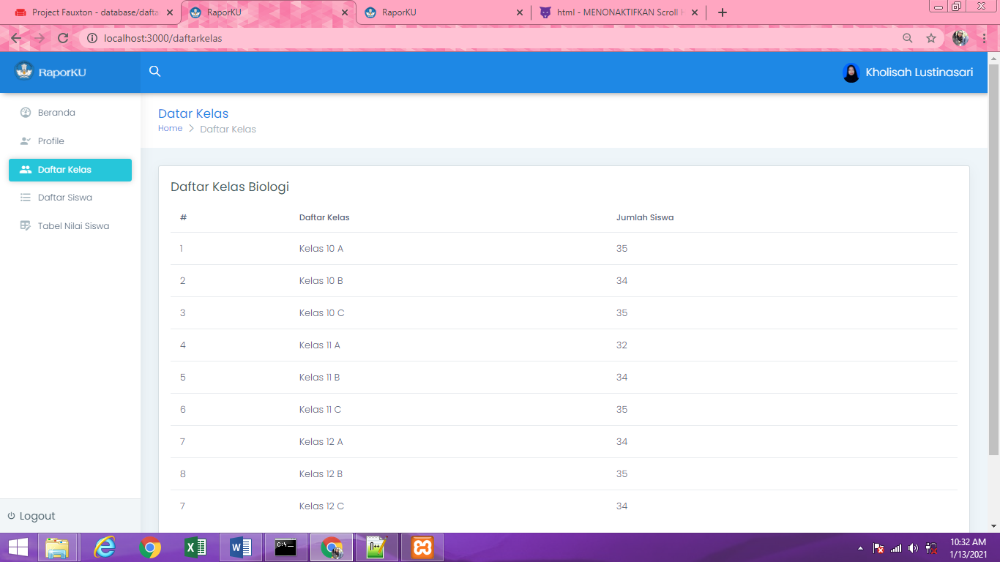 Project Fauxton - database/dafta
RaporKU
RaporKU
html - MENONAKTIFKAN Scroll H
localhost:3000/daftarkelas
RaporKU
Kholisah Lustinasari
Beranda
Profile
Daftar Kelas
Daftar Siswa
Tabel Nilai Siswa
Logout
Datar Kelas
Home > Daftar Kelas
Daftar Kelas Biologi
# Daftar Kelas Jumlah Siswa
1 Kelas 10 A 35
2 Kelas 10 B 34
3 Kelas 10 C 35
4 Kelas 11 A 32
5 Kelas 11 B 34
6 Kelas 11 C 35
7 Kelas 12 A 34
8 Kelas 12 B 35
7 Kelas 12 C 34
10:32 AM
1/13/2021